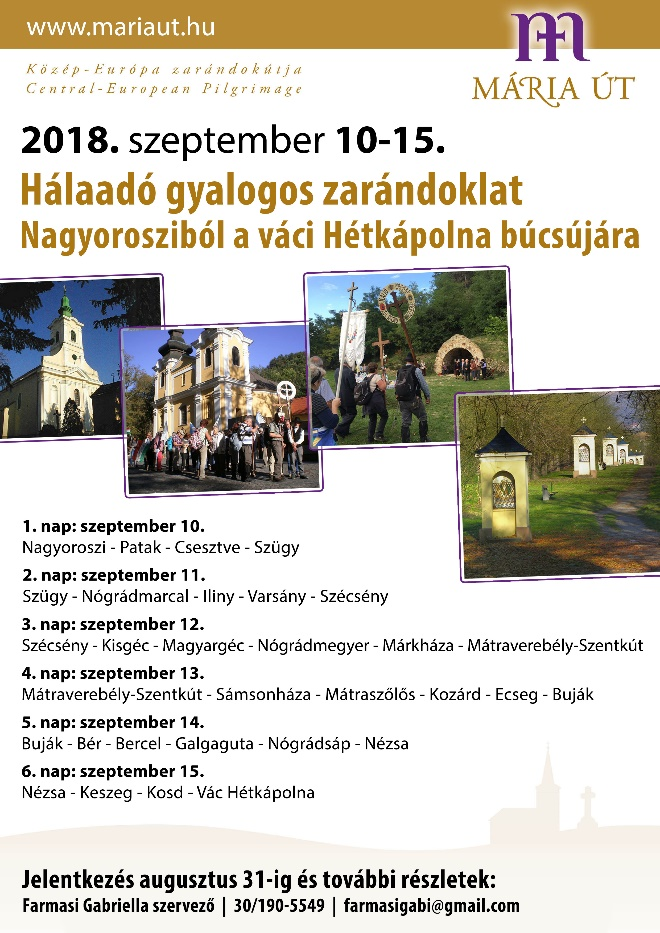 www.mariaut.hu
Közép-Európa zarándokútja
Central-European Pilgrimage
MÁRIA ÚT
2018. szeptember 10-15.
Hálaadó gyalogos zarándoklat
Nagyorosziból a váci Hétkápolna búcsújára
1. nap: szeptember 10.
Nagyoroszi - Patak - Csesztve - Szügy
2. nap: szeptember 11.
Szügy - Nógrádmarcal - Iliny - Varsány - Szécsény
3. nap: szeptember 12.
Szécsény - Kisgéc - Magyargéc - Nógrádmegyer - Márkháza - Mátraverebély-Szentkút
4. nap: szeptember 13.
Mátraverebély-Szentkút - Sámsonháza - Mátraszőlős - Kozárd - Ecseg - Buják
5. nap: szeptember 14.
Buják - Bér - Bercel - Galgaguta - Nógrádsáp - Nézsa
6. nap: szeptember 15.
Nézsa - Keszeg - Kosd - Vác Hétkápolna
Jelentkezés augusztus 31-ig és további részletek:
Farmasi Gabriella szervező | 30/190-5549 | farmasigabi@gmail.com